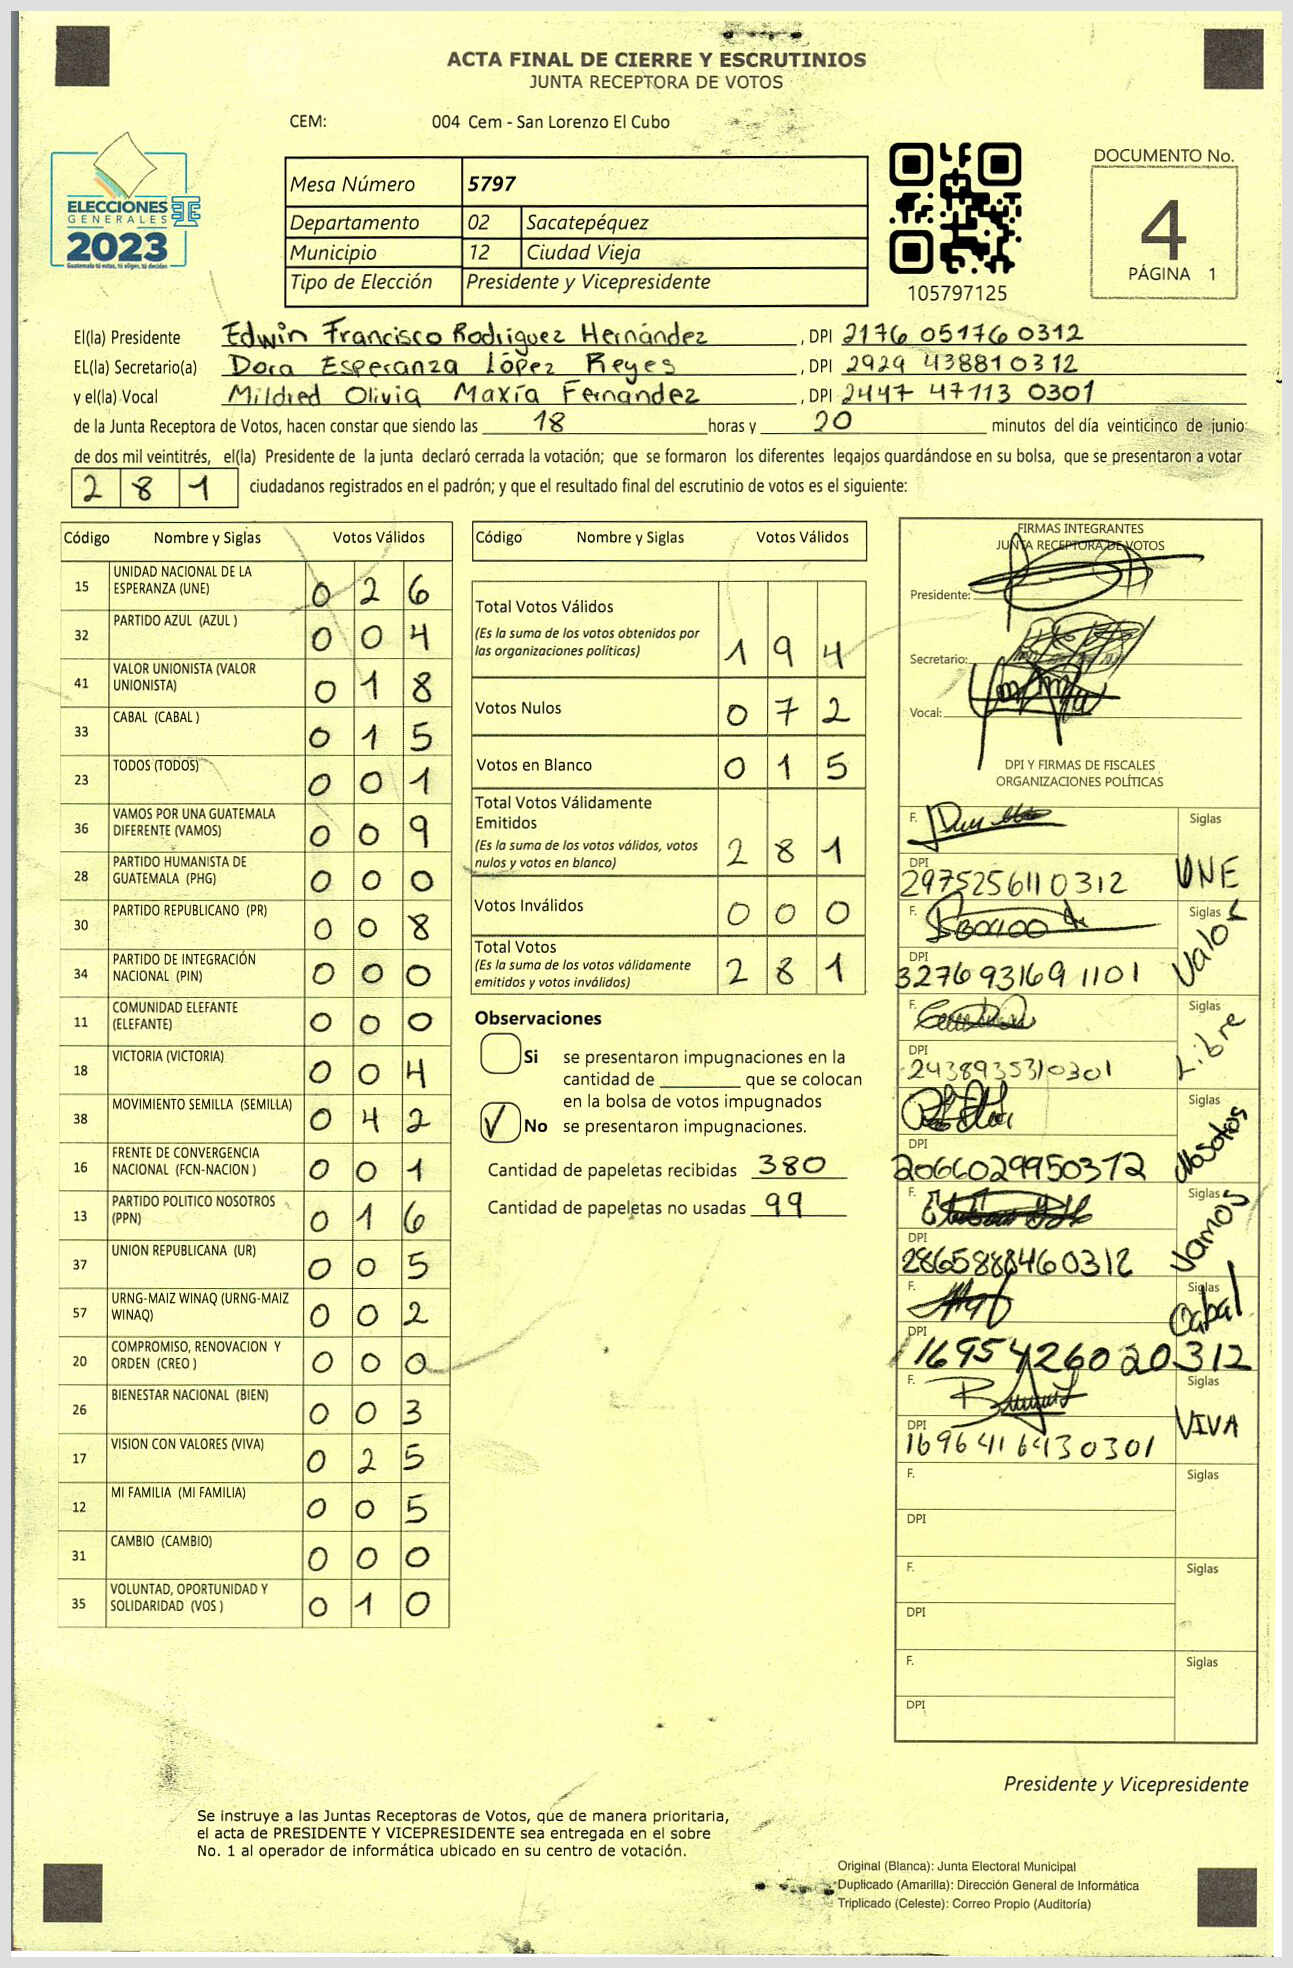 ACTA FINAL DE CIERRE Y ESCRUTINIOS
JUNTA RECEPTORA DE VOTOS
CEM: 004 Cem - San Lorenzo El Cubo
ELECCIONES
GENERALES
2023
Guatemala tú votas, tú eliges, tú decides
Mesa Número 5797
Departamento 02 Sacatepéquez
Municipio 12 Ciudad Vieja
Tipo de Elección Presidente y Vicepresidente
105797125
DOCUMENTO No.
4
PÁGINA 1
El(la) Presidente Edwin Francisco Rodríguez Hernández, DPI 2176 05176 0312
EL(la) Secretario(a) Dora Esperanza López Reyes, DPI 2929 43881 0312
y el(la) Vocal Mildred Olivia Maxía Fernandez, DPI 2447 47113 0301
de la Junta Receptora de Votos, hacen constar que siendo las 18 horas y 20 minutos del día veinticinco de junio
de dos mil veintitrés, el(la) Presidente de la junta declaró cerrada la votación; que se formaron los diferentes legajos guardándose en su bolsa, que se presentaron a votar
2 8 1 ciudadanos registrados en el padrón; y que el resultado final del escrutinio de votos es el siguiente:
Código Nombre y Siglas Votos Válidos
15 UNIDAD NACIONAL DE LA ESPERANZA (UNE) 0 2 6
32 PARTIDO AZUL (AZUL ) 0 0 4
41 VALOR UNIONISTA (VALOR UNIONISTA) 0 1 8
33 CABAL (CABAL ) 0 1 5
23 TODOS (TODOS) 0 0 1
36 VAMOS POR UNA GUATEMALA DIFERENTE (VAMOS) 0 0 9
28 PARTIDO HUMANISTA DE GUATEMALA (PHG) 0 0 0
30 PARTIDO REPUBLICANO (PR) 0 0 8
34 PARTIDO DE INTEGRACIÓN NACIONAL (PIN) 0 0 0
11 COMUNIDAD ELEFANTE (ELEFANTE) 0 0 0
18 VICTORIA (VICTORIA) 0 0 4
38 MOVIMIENTO SEMILLA (SEMILLA) 0 4 2
16 FRENTE DE CONVERGENCIA NACIONAL (FCN-NACION ) 0 0 1
13 PARTIDO POLITICO NOSOTROS (PPN) 0 1 6
37 UNION REPUBLICANA (UR) 0 0 5
57 URNG-MAIZ WINAQ (URNG-MAIZ WINAQ) 0 0 2
20 COMPROMISO, RENOVACION Y ORDEN (CREO ) 0 0 0
26 BIENESTAR NACIONAL (BIEN) 0 0 3
17 VISION CON VALORES (VIVA) 0 2 5
12 MI FAMILIA (MI FAMILIA) 0 0 5
31 CAMBIO (CAMBIO) 0 0 0
35 VOLUNTAD, OPORTUNIDAD Y SOLIDARIDAD (VOS ) 0 1 0
Código Nombre y Siglas Votos Válidos
Total Votos Válidos
(Es la suma de los votos obtenidos por
las organizaciones políticas) 1 9 4
Votos Nulos 0 7 2
Votos en Blanco 0 1 5
Total Votos Válidamente
Emitidos
(Es la suma de los votos válidos, votos
nulos y votos en blanco) 2 8 1
Votos Inválidos 0 0 0
Total Votos
(Es la suma de los votos válidamente
emitidos y votos inválidos) 2 8 1
Observaciones
Si se presentaron impugnaciones en la
cantidad de ________ que se colocan
en la bolsa de votos impugnados
No se presentaron impugnaciones.
Cantidad de papeletas recibidas 380
Cantidad de papeletas no usadas 99
FIRMAS INTEGRANTES
JUNTA RECEPTORA DE VOTOS
Presidente:
Secretario:
Vocal:
DPI Y FIRMAS DE FISCALES
ORGANIZACIONES POLÍTICAS
F. Siglas
DPI
2975256110312 UNE
F. Siglas
DPI
3276 93169 1101 Valor
F. Siglas
DPI
2438935310301 Libre
F. Siglas
DPI
2066029950312 Nosotros
F. Siglas
DPI
2865888460312 Vamos
F. Siglas
DPI
1695426020312 Cabal
F. Siglas
DPI
1696416430301 VIVA
F. Siglas
DPI
F. Siglas
DPI
F. Siglas
DPI
Presidente y Vicepresidente
Se instruye a las Juntas Receptoras de Votos, que de manera prioritaria,
el acta de PRESIDENTE Y VICEPRESIDENTE sea entregada en el sobre
No. 1 al operador de informática ubicado en su centro de votación.
Original (Blanca): Junta Electoral Municipal
Duplicado (Amarilla): Dirección General de Informática
Triplicado (Celeste): Correo Propio (Auditoría)